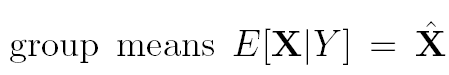 group means E[𝐗|Y] = 𝐗̂